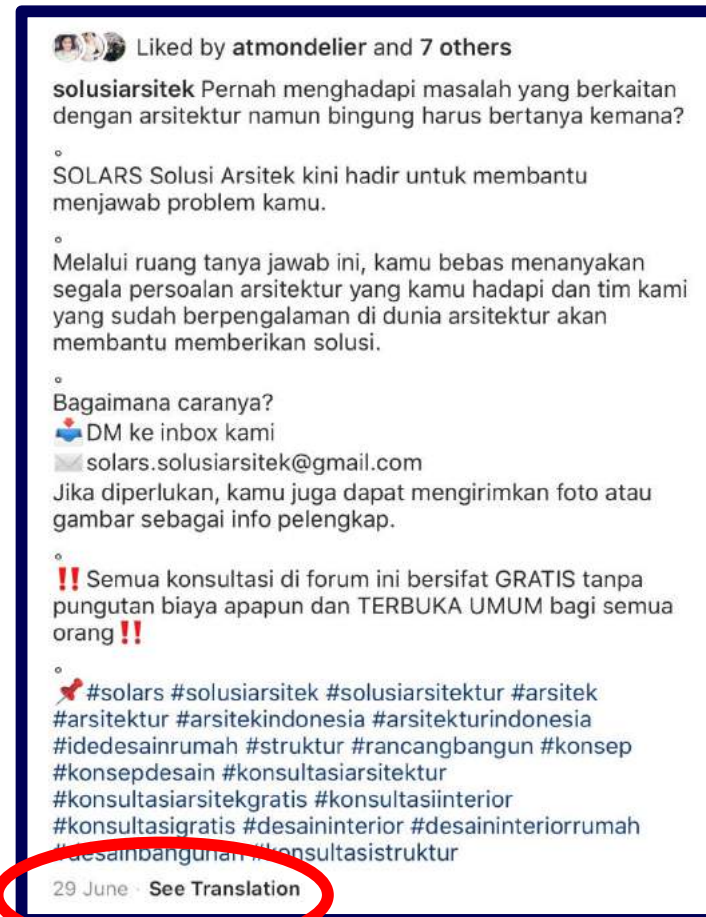 Liked by atmondelier and 7 others
solusiarsitek Pernah menghadapi masalah yang berkaitan
dengan arsitektur namun bingung harus bertanya kemana?
。
SOLARS Solusi Arsitek kini hadir untuk membantu
menjawab problem kamu.
。
Melalui ruang tanya jawab ini, kamu bebas menanyakan
segala persoalan arsitektur yang kamu hadapi dan tim kami
yang sudah berpengalaman di dunia arsitektur akan
membantu memberikan solusi.
。
Bagaimana caranya?
📥DM ke inbox kami
✉️solars.solusiarsitek@gmail.com
Jika diperlukan, kamu juga dapat mengirimkan foto atau
gambar sebagai info pelengkap.
。
‼️Semua konsultasi di forum ini bersifat GRATIS tanpa
pungutan biaya apapun dan TERBUKA UMUM bagi semua
orang‼️
。
📌#solars #solusiarsitek #solusiarsitektur #arsitek
#arsitektur #arsitekindonesia #arsitekturindonesia
#idedesainrumah #struktur #rancangbangun #konsep
#konsepdesain #konsultasiarsitektur
#konsultasiarsitekgratis #konsultasiinterior
#konsultasigratis #desaininterior #desaininteriorrumah
#desainbangunan #konsultasistruktur
29 June · See Translation